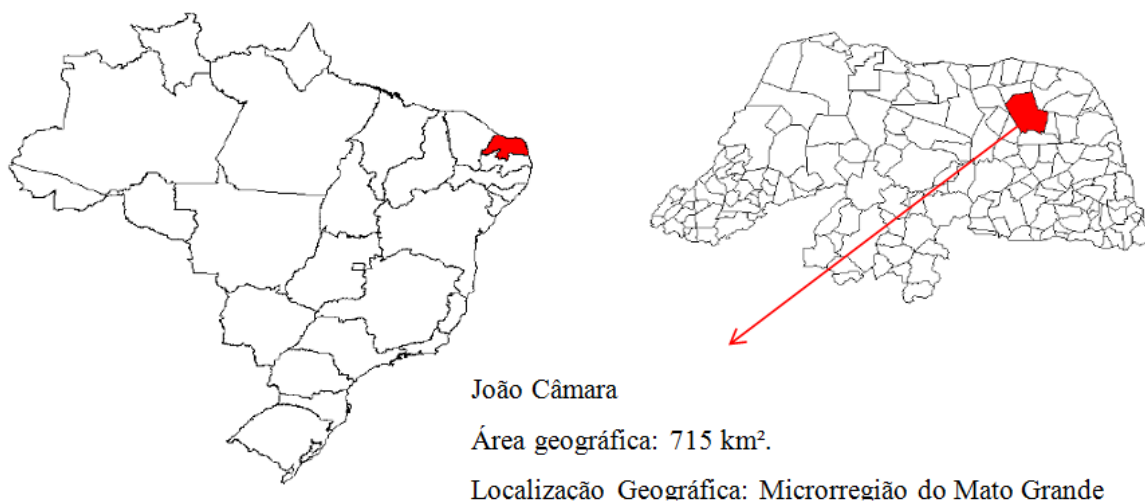 João Câmara
Área geográfica: 715 km².
Localização Geográfica: Microrregião do Mato Grande